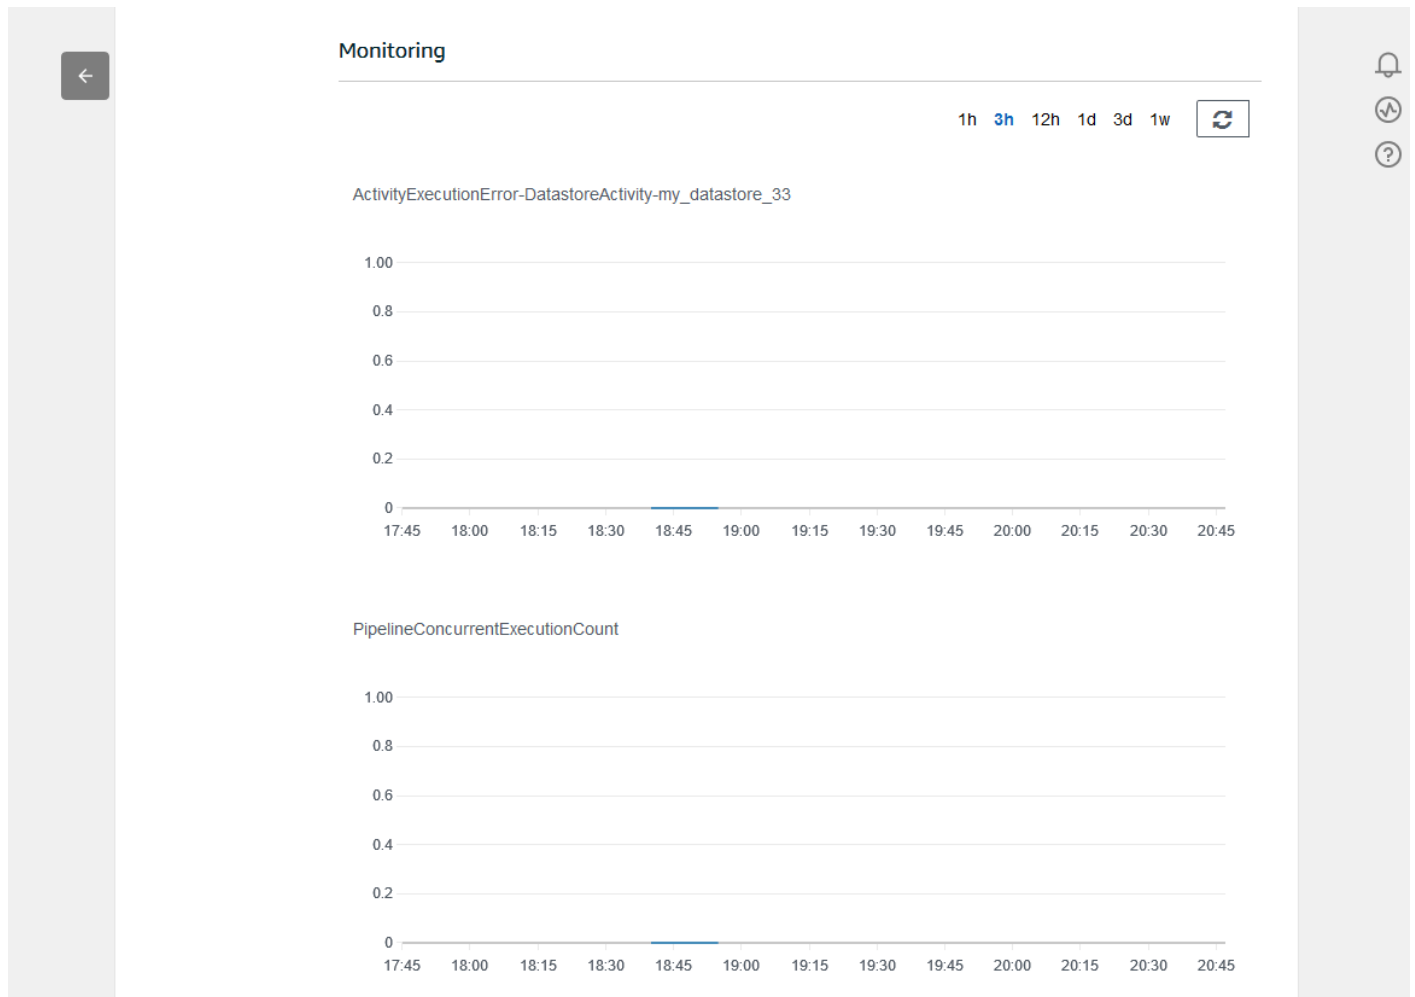 Monitoring
1h 3h 12h 1d 3d 1w
ActivityExecutionError-DatastoreActivity-my_datastore_33
1.00
0.8
0.6
0.4
0.2
0
17:45 18:00 18:15 18:30 18:45 19:00 19:15 19:30 19:45 20:00 20:15 20:30 20:45
PipelineConcurrentExecutionCount
1.00
0.8
0.6
0.4
0.2
0
17:45 18:00 18:15 18:30 18:45 19:00 19:15 19:30 19:45 20:00 20:15 20:30 20:45